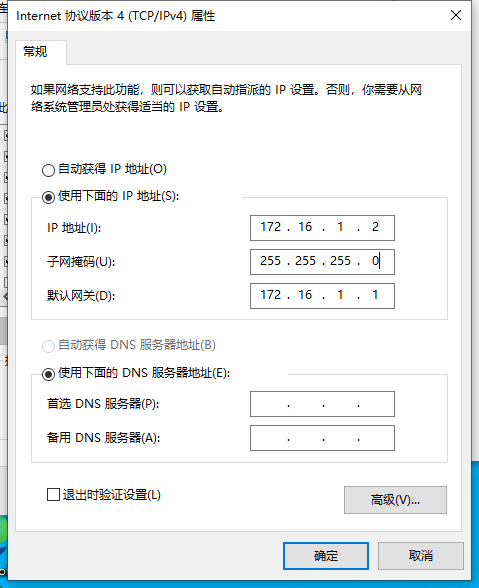 Internet 协议版本 4 (TCP/IPv4) 属性
常规
如果网络支持此功能，则可以获取自动指派的 IP 设置。否则，你需要从网
络系统管理员处获得适当的 IP 设置。
自动获得 IP 地址(O)
使用下面的 IP 地址(S):
IP 地址(I): 172 . 16 . 1 . 2
子网掩码(U): 255 . 255 . 255 . 0
默认网关(D): 172 . 16 . 1 . 1
自动获得 DNS 服务器地址(B)
使用下面的 DNS 服务器地址(E):
首选 DNS 服务器(P): . . .
备用 DNS 服务器(A): . . .
退出时验证设置(L)
高级(V)...
确定 取消